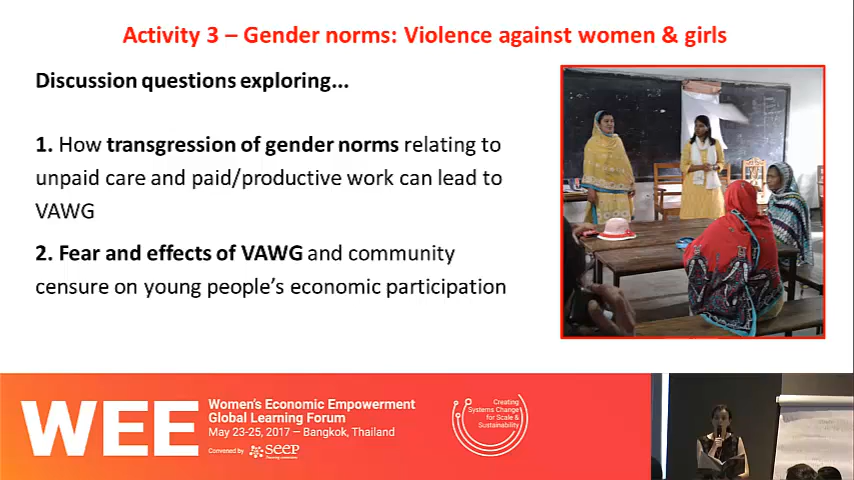 Activity 3 – Gender norms: Violence against women & girls
Discussion questions exploring...
1. How transgression of gender norms relating to
unpaid care and paid/productive work can lead to
VAWG
2. Fear and effects of VAWG and community
censure on young people's economic participation
WEE
Women's Economic Empowerment
Global Learning Forum
May 23-25, 2017 – Bangkok, Thailand
Convened by
SEEP
Creating
Systems Change
for Scale &
Sustainability